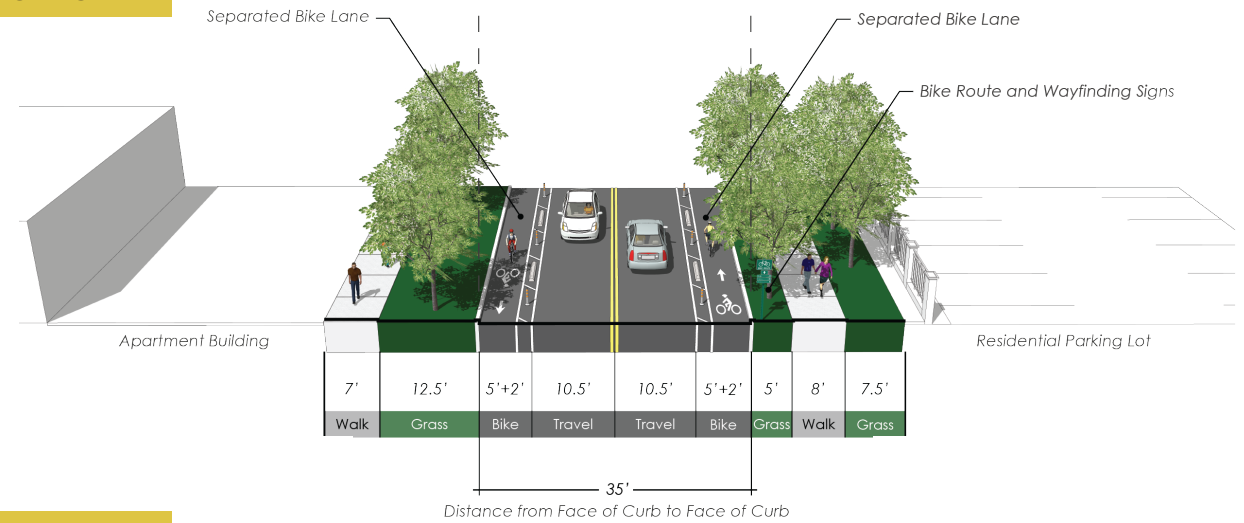 Separated Bike Lane
Separated Bike Lane
Bike Route and Wayfinding Signs
Apartment Building
Residential Parking Lot
7' 12.5' 5'+2' 10.5' 10.5' 5'+2' 5' 8' 7.5'
Walk Grass Bike Travel Travel Bike Grass Walk Grass
35'
Distance from Face of Curb to Face of Curb